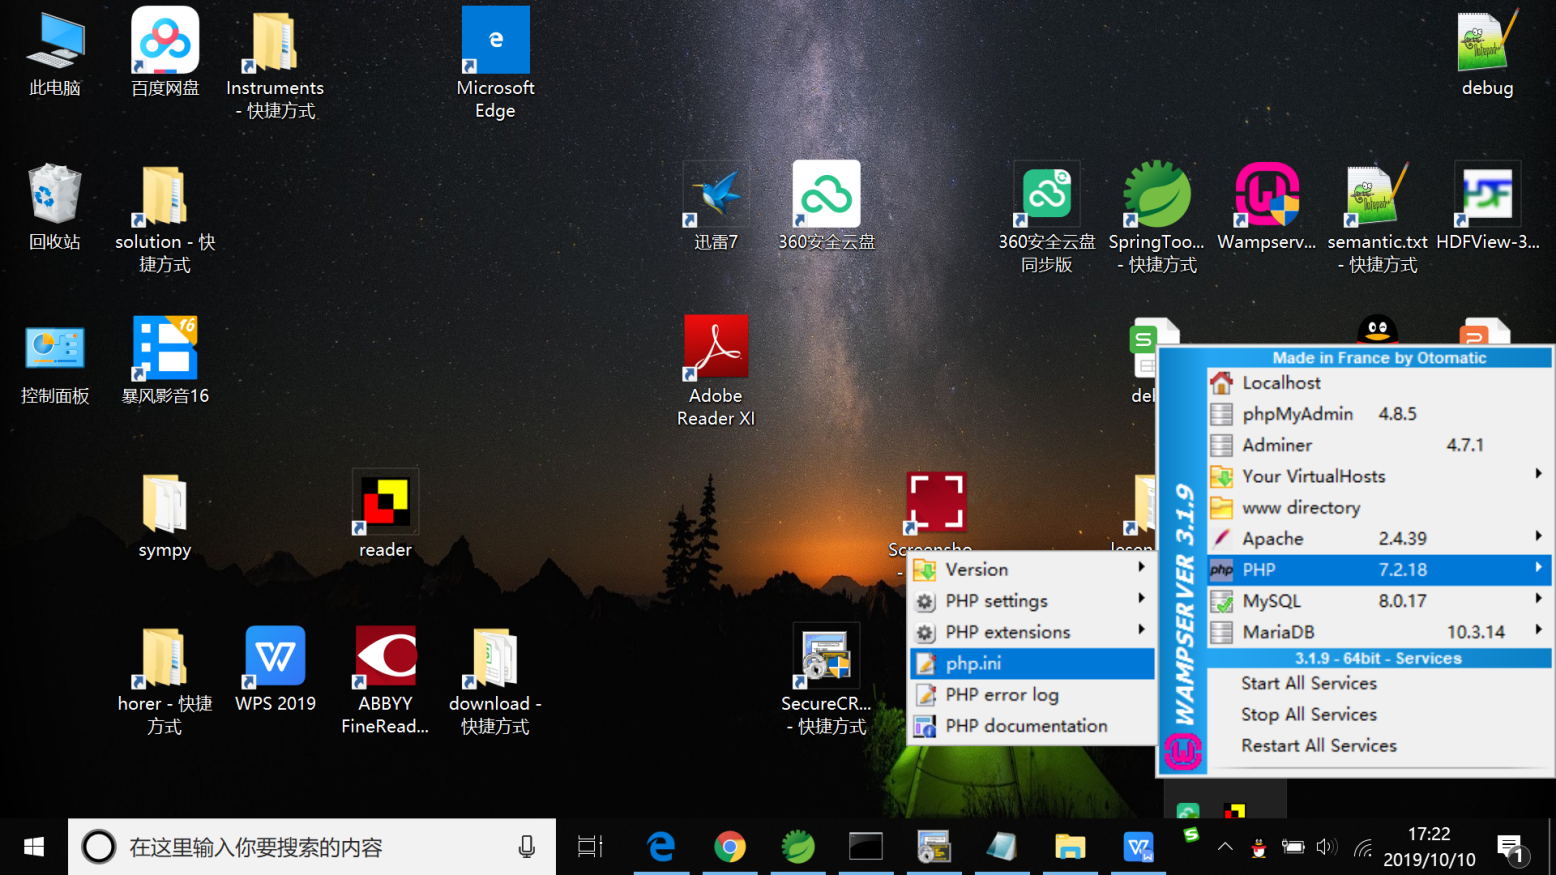 此电脑
百度网盘
Instruments
- 快捷方式
Microsoft
Edge
debug
回收站
solution - 快
捷方式
迅雷7
360安全云盘
360安全云盘
同步版
SpringToo...
- 快捷方式
Wampserv...
semantic.txt
- 快捷方式
HDFView-3...
控制面板
暴风影音16
Adobe
Reader XI
sympy
reader
horer - 快捷
方式
WPS 2019
ABBYY
FineRead...
download -
快捷方式
SecureCR...
- 快捷方式
Version
PHP settings
PHP extensions
php.ini
PHP error log
PHP documentation
WAMPSERVER 3.1.9
Made in France by Otomatic
Localhost
phpMyAdmin 4.8.5
Adminer 4.7.1
Your VirtualHosts
www directory
Apache 2.4.39
php PHP 7.2.18
MySQL 8.0.17
MariaDB 10.3.14
3.1.9 - 64bit - Services
Start All Services
Stop All Services
Restart All Services
在这里输入你要搜索的内容
17:22
2019/10/10
1